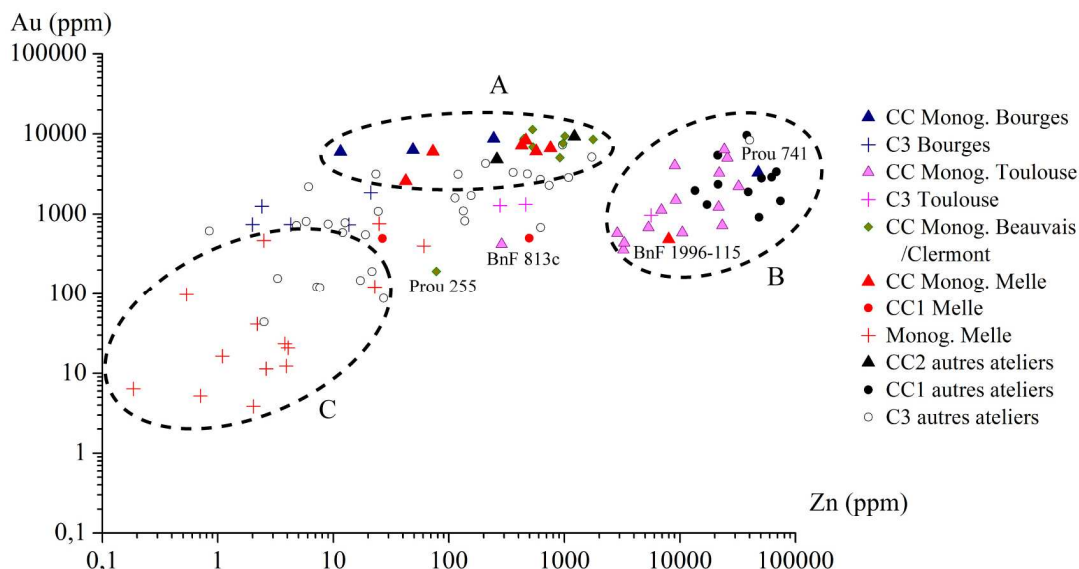 Au (ppm)
100000
10000
1000
100
10
1
0,1
A
B
C
Prou 741
BnF 1996-115
BnF 813c
Prou 255
Zn (ppm)
0,1 1 10 100 1000 10000 100000
CC Monog. Bourges
C3 Bourges
CC Monog. Toulouse
C3 Toulouse
CC Monog. Beauvais
/Clermont
CC Monog. Melle
CC1 Melle
Monog. Melle
CC2 autres ateliers
CC1 autres ateliers
C3 autres ateliers